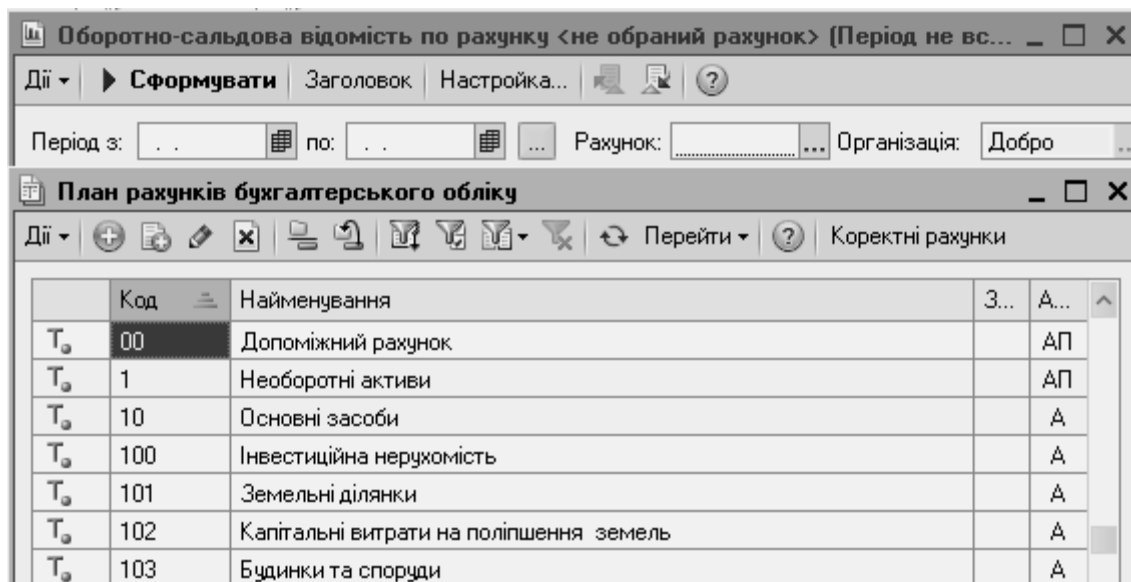 Оборотно-сальдова відомість по рахунку <не обраний рахунок> (Період не вс...
Дії Сформувати Заголовок Настройка... ?
Період з: . . по: . . ... Рахунок: ... Організація: Добро ..
План рахунків бухгалтерського обліку
Дії Перейти ? Коректні рахунки
Код Найменування З... А...
Т 00 Допоміжний рахунок АП
Т 1 Необоротні активи АП
Т 10 Основні засоби А
Т 100 Інвестиційна нерухомість А
Т 101 Земельні ділянки А
Т 102 Капітальні витрати на поліпшення земель А
Т 103 Будинки та споруди А